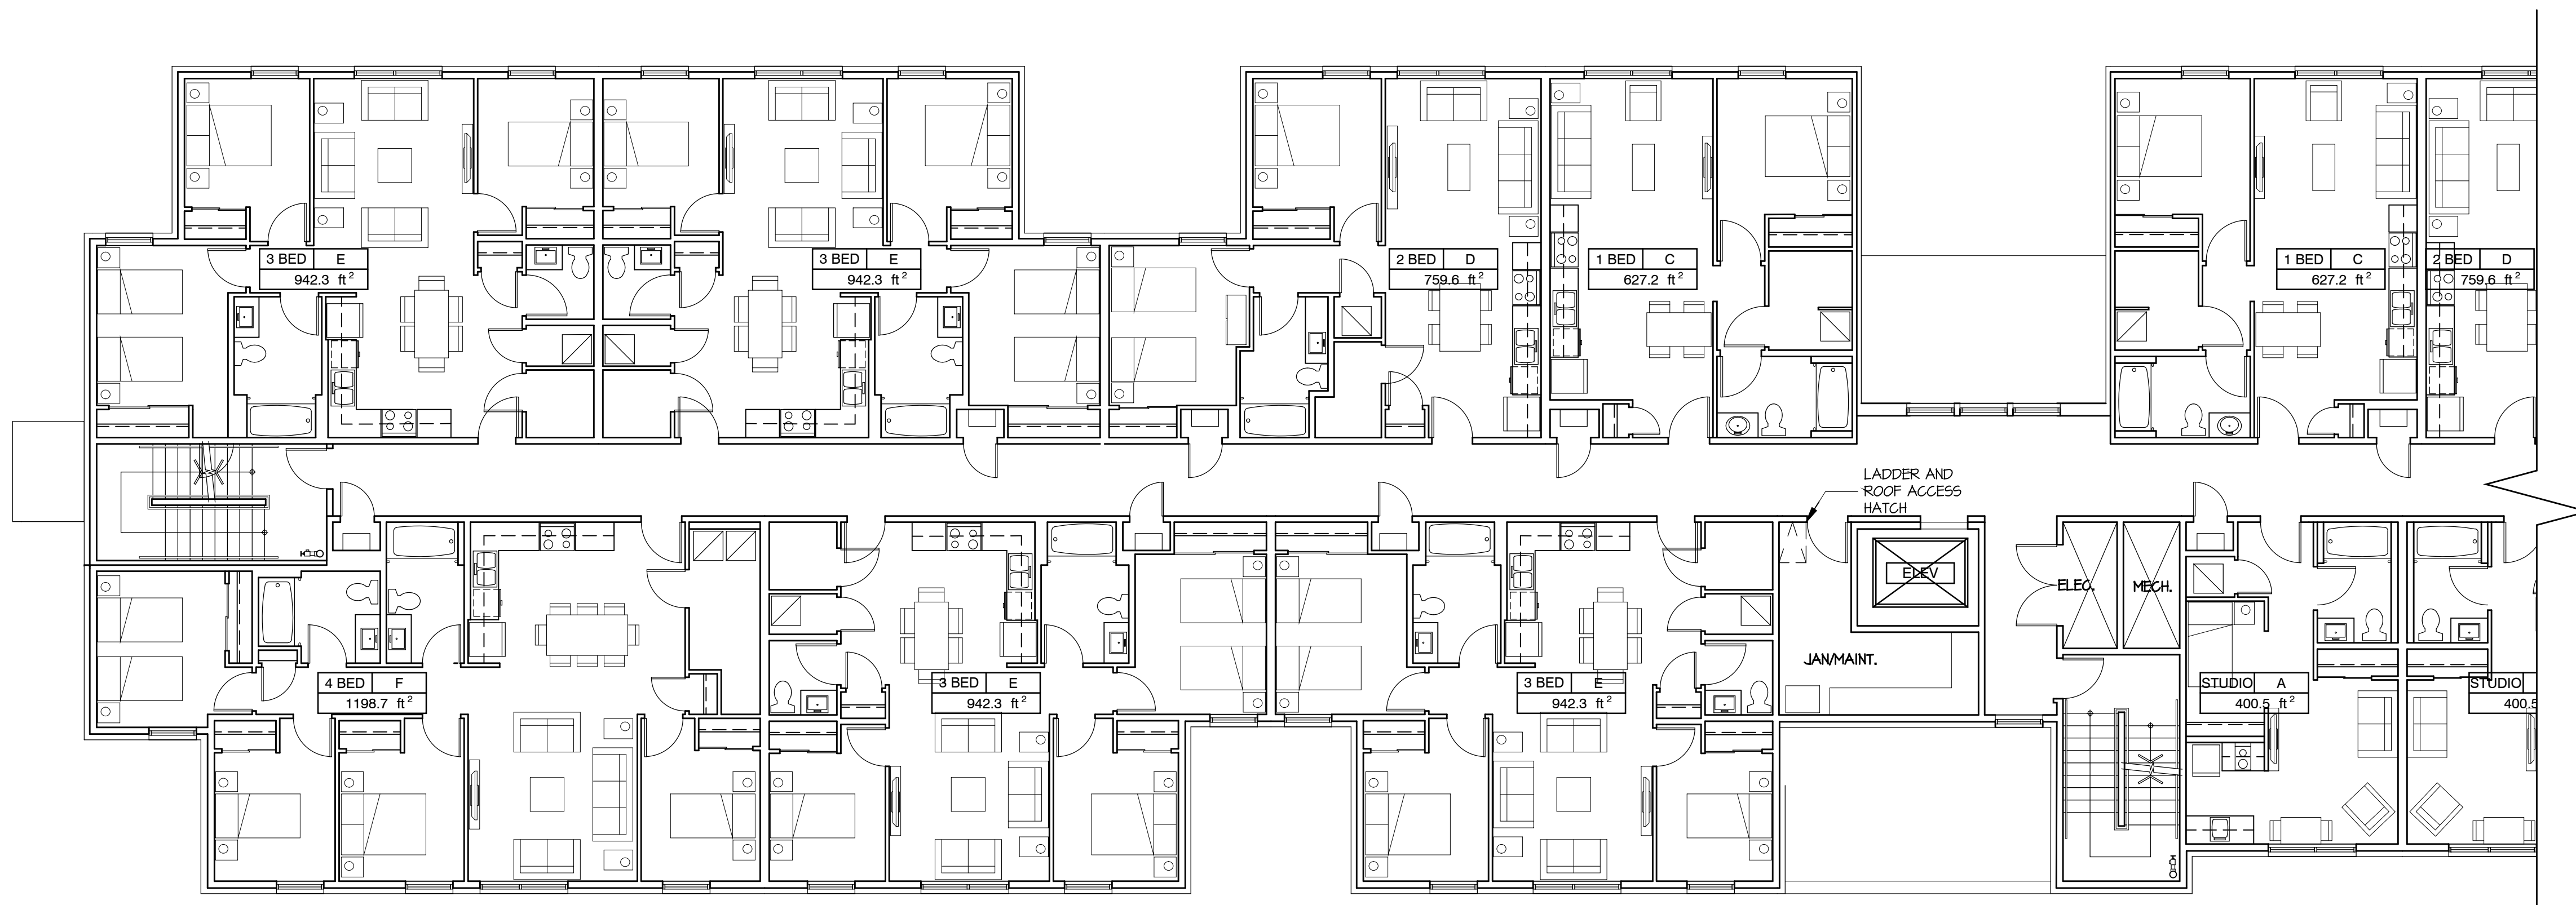 3 BED E
942.3 ft²
3 BED E
942.3 ft²
2 BED D
759.6 ft²
1 BED C
627.2 ft²
1 BED C
627.2 ft²
2 BED D
759.6 ft²
LADDER AND
ROOF ACCESS
HATCH
ELEV
ELEC.
MECH.
JAN/MAINT.
4 BED F
1198.7 ft²
3 BED E
942.3 ft²
3 BED E
942.3 ft²
STUDIO A
400.5 ft²
STUDIO
400.5